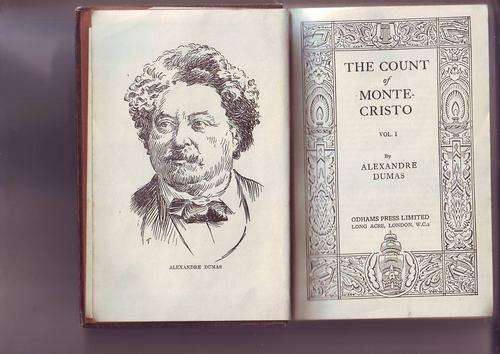 ALEXANDRE DUMAS
THE COUNT
of
MONTE-
CRISTO
VOL. I
By
ALEXANDRE
DUMAS
ODHAMS PRESS LIMITED
LONG ACRE, LONDON, W.C.2